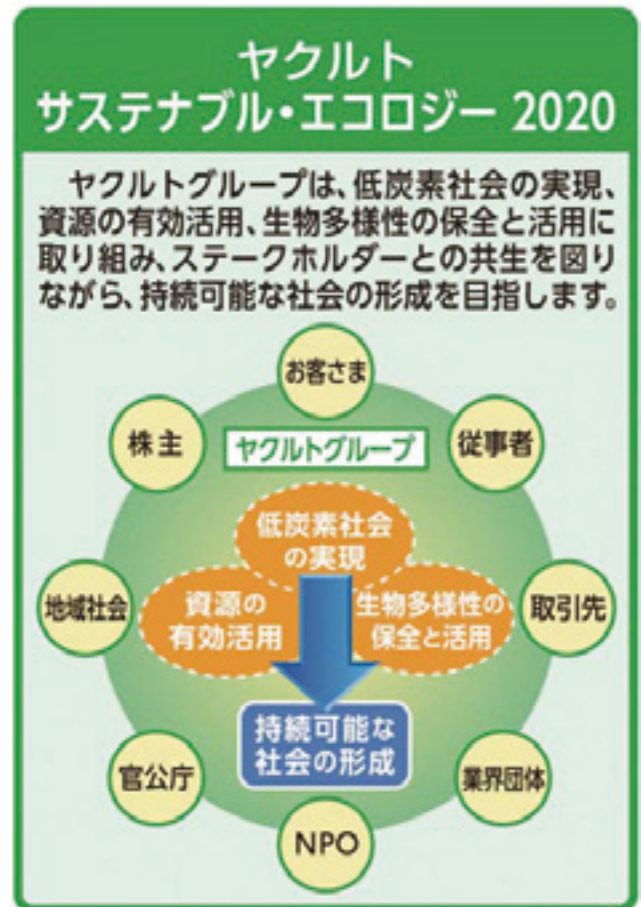 ヤクルト
サステナブル・エコロジー 2020
ヤクルトグループは、低炭素社会の実現、
資源の有効活用、生物多様性の保全と活用に
取り組み、ステークホルダーとの共生を図り
ながら、持続可能な社会の形成を目指します。
お客さま
株主
ヤクルトグループ
従事者
低炭素社会
の実現
地域社会
資源の
有効活用
生物多様性の
保全と活用
取引先
持続可能な
社会の形成
官公庁
業界団体
NPO